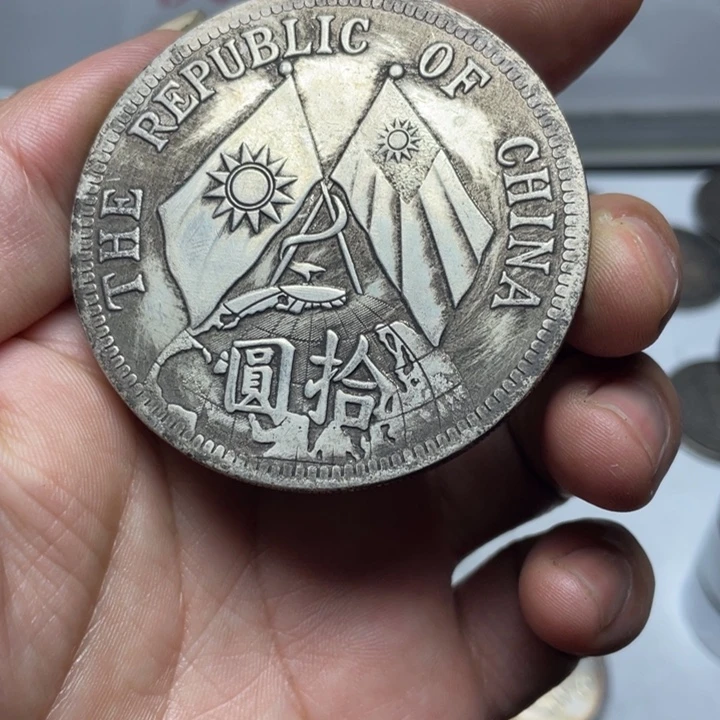 THE REPUBLIC OF CHINA
拾圓